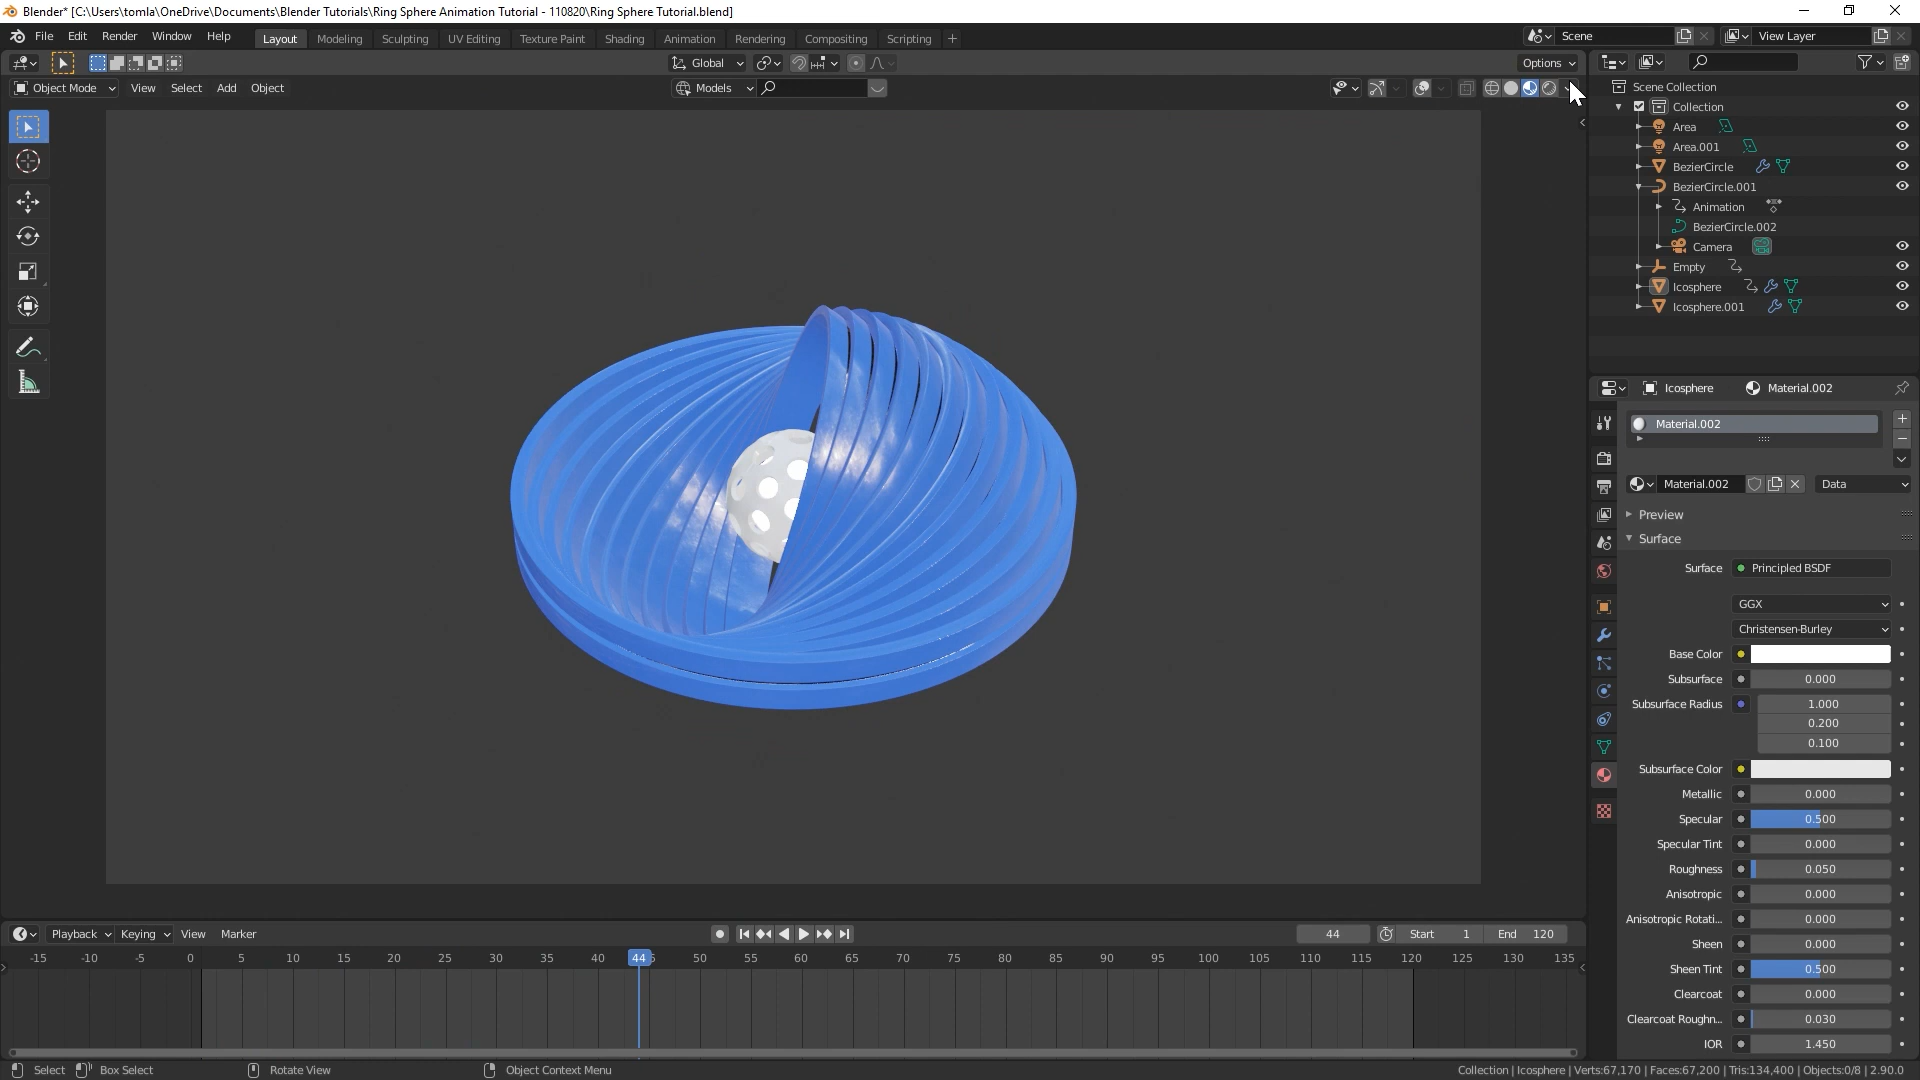 Blender* [C:\Users\tomla\OneDrive\Documents\Blender Tutorials\Ring Sphere Animation Tutorial - 110820\Ring Sphere Tutorial.blend]
File Edit Render Window Help Layout Modeling Sculpting UV Editing Texture Paint Shading Animation Rendering Compositing Scripting + Scene View Layer
Global Options
Object Mode View Select Add Object Models
Scene Collection
Collection
Area
Area.001
BezierCircle
BezierCircle.001
Animation
BezierCircle.002
Camera
Empty
Icosphere
Icosphere.001
Icosphere Material.002
Material.002
Material.002 Data
Preview
Surface
Surface Principled BSDF
GGX
Christensen-Burley
Base Color
Subsurface 0.000
Subsurface Radius 1.000
0.200
0.100
Subsurface Color
Metallic 0.000
Specular 0.500
Specular Tint 0.000
Roughness 0.050
Anisotropic 0.000
Anisotropic Rotati... 0.000
Sheen 0.000
Sheen Tint 0.500
Clearcoat 0.000
Clearcoat Roughn... 0.030
IOR 1.450
Playback Keying View Marker 44 Start 1 End 120
-15 -10 -5 0 5 10 15 20 25 30 35 40 44 50 55 60 65 70 75 80 85 90 95 100 105 110 115 120 125 130 135
Select Box Select Rotate View Object Context Menu Collection | Icosphere | Verts:67,170 | Faces:67,200 | Tris:134,400 | Objects:0/8 | 2.90.0